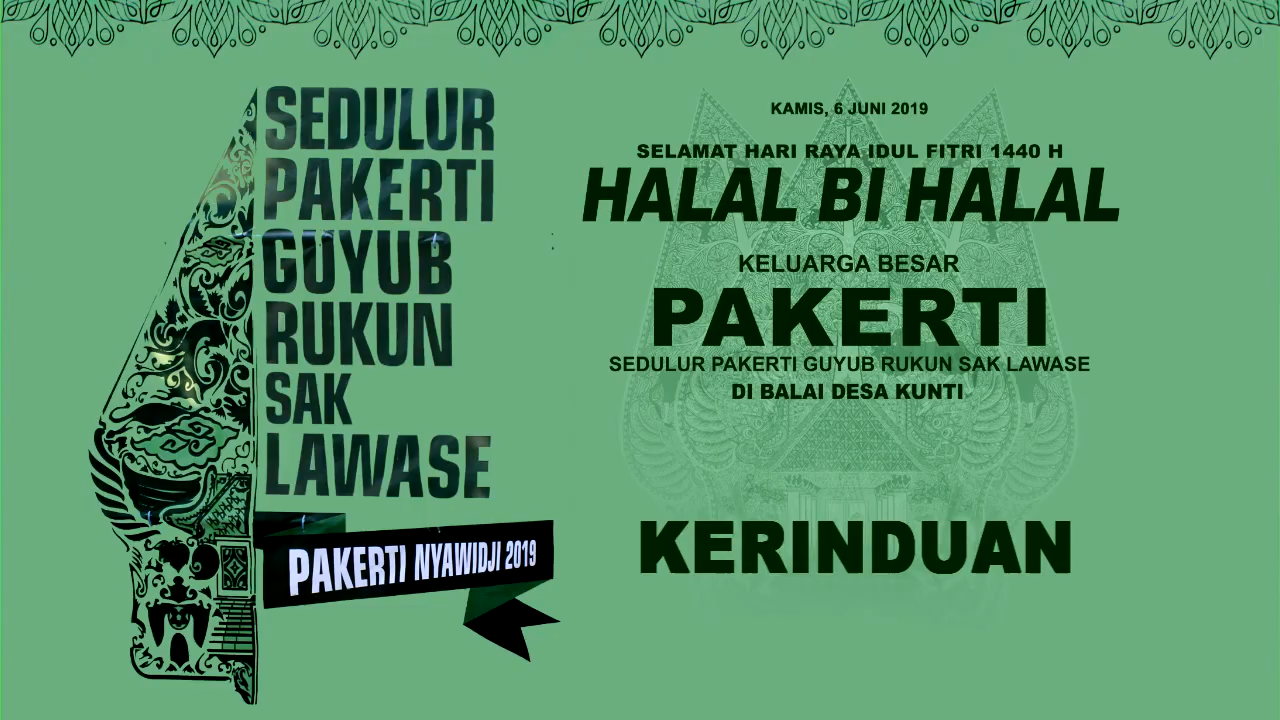 SEDULUR
PAKERTI
GUYUB
RUKUN
SAK
LAWASE
PAKERTI NYAWIDJI 2019
KAMIS, 6 JUNI 2019
SELAMAT HARI RAYA IDUL FITRI 1440 H
HALAL BI HALAL
KELUARGA BESAR
PAKERTI
SEDULUR PAKERTI GUYUB RUKUN SAK LAWASE
DI BALAI DESA KUNTI
KERINDUAN